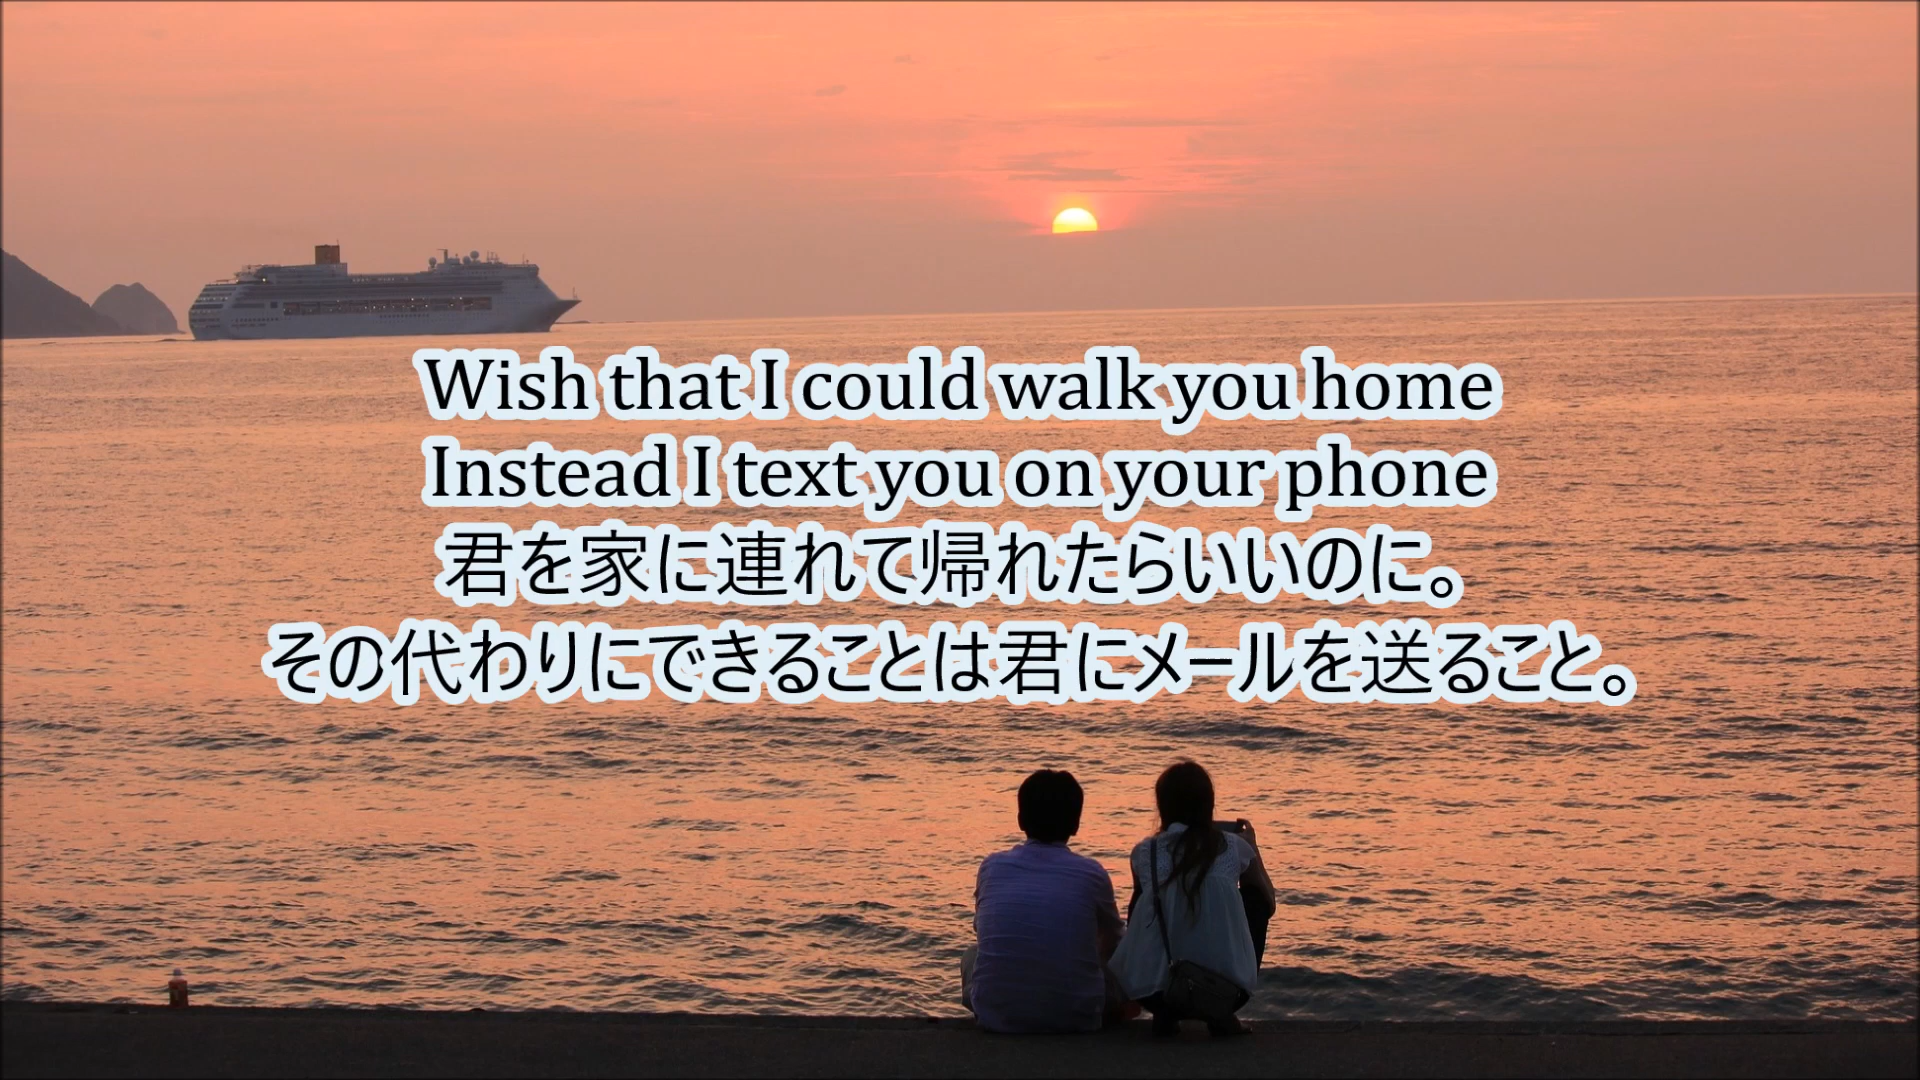 Wish that I could walk you home
Instead I text you on your phone
君を家に連れて帰れたらいいのに。
その代わりにできることは君にメールを送ること。